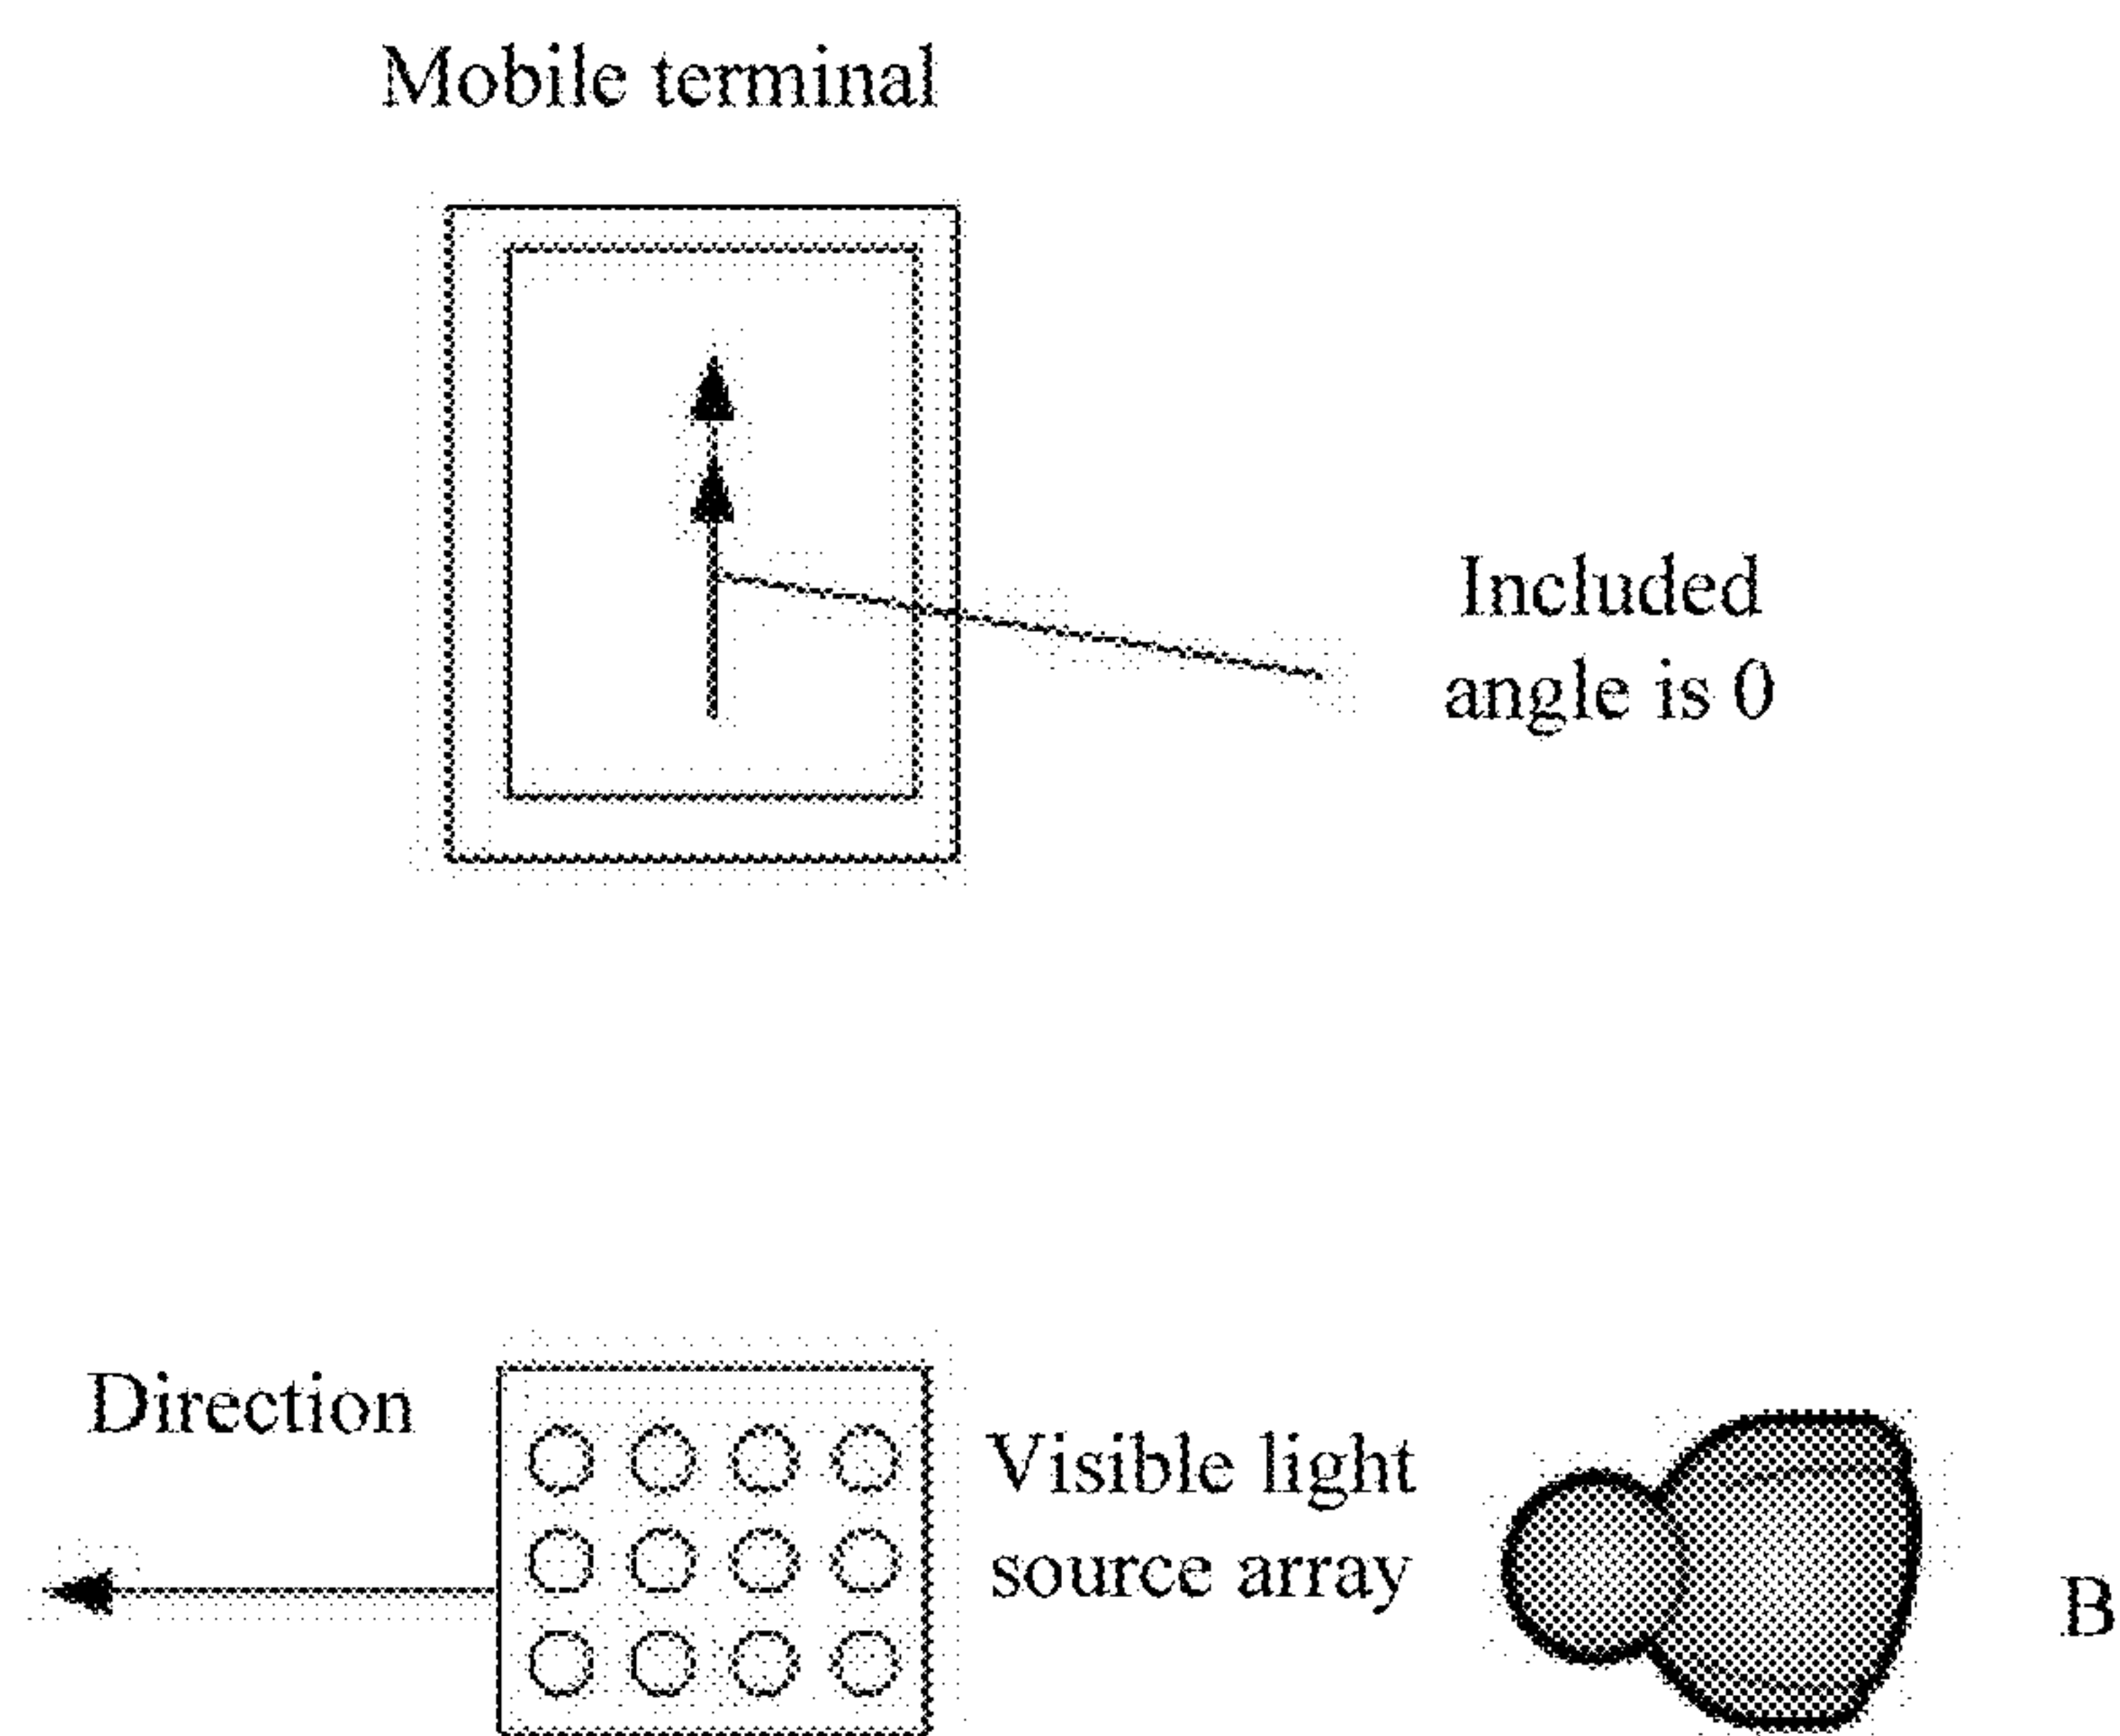 Mobile terminal
Included
angle is 0
Direction
Visible light
source array
B